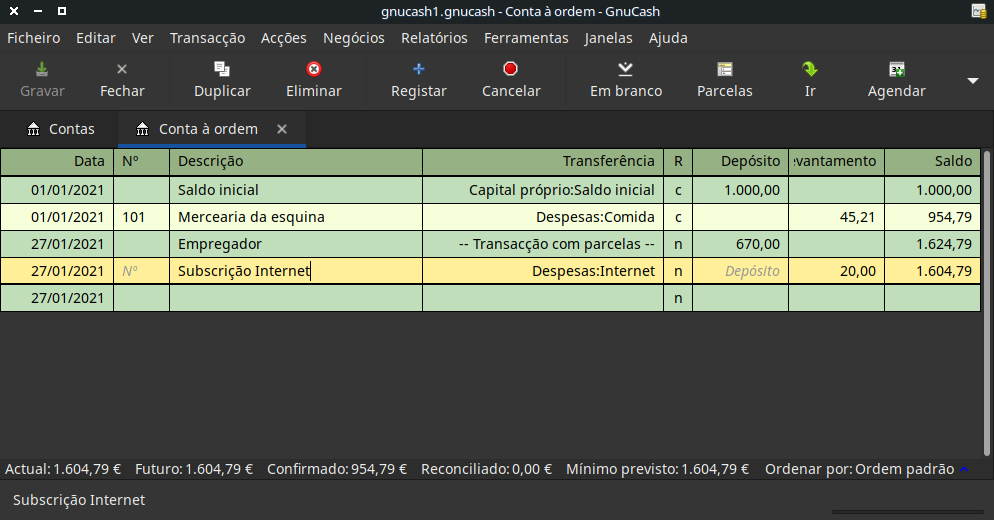 gnucash1.gnucash - Conta à ordem - GnuCash
Ficheiro Editar Ver Transacção Acções Negócios Relatórios Ferramentas Janelas Ajuda
Gravar Fechar Duplicar Eliminar Registar Cancelar Em branco Parcelas Ir Agendar
Contas Conta à ordem
Data Nº Descrição Transferência R Depósito evantamento Saldo
01/01/2021 Saldo inicial Capital próprio:Saldo inicial c 1.000,00 1.000,00
01/01/2021 101 Mercearia da esquina Despesas:Comida c 45,21 954,79
27/01/2021 Empregador -- Transacção com parcelas -- n 670,00 1.624,79
27/01/2021 Nº Subscrição Internet Despesas:Internet n Depósito 20,00 1.604,79
27/01/2021 n
Actual: 1.604,79 € Futuro: 1.604,79 € Confirmado: 954,79 € Reconciliado: 0,00 € Mínimo previsto: 1.604,79 € Ordenar por: Ordem padrão
Subscrição Internet